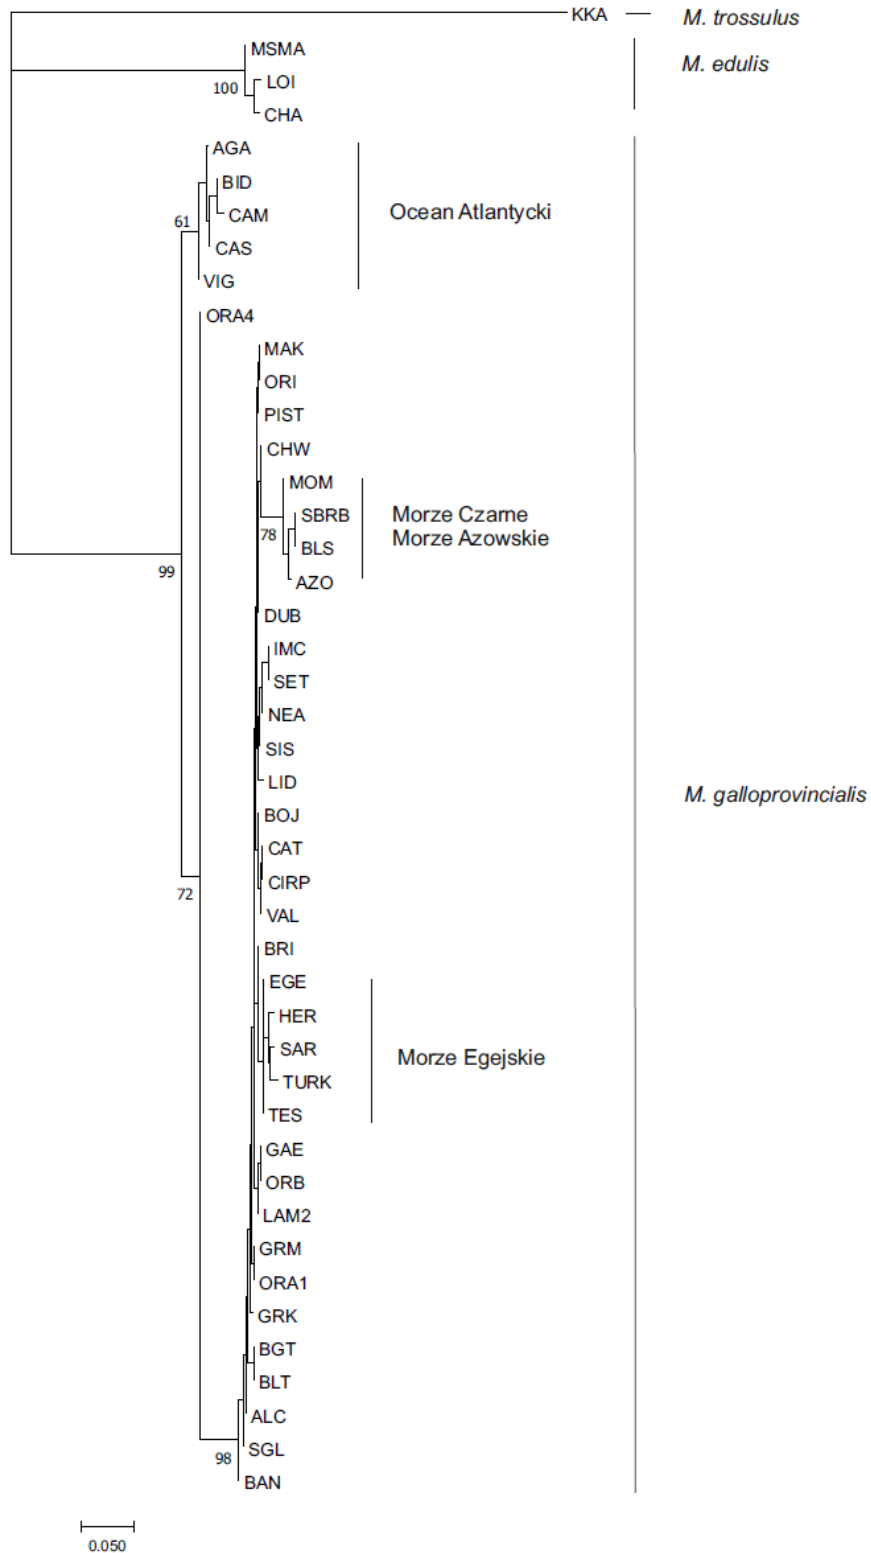 KKA
M. trossulus
MSMA
M. edulis
LOI
100
CHA
AGA
BID
Ocean Atlantycki
CAM
61
CAS
VIG
ORA4
MAK
ORI
PIST
CHW
MOM
SBRB
Morze Czarne
78
BLS
Morze Azowskie
99
AZO
DUB
IMC
SET
NEA
SIS
LID
M. galloprovincialis
BOJ
CAT
CIRP
72
VAL
BRI
EGE
HER
SAR
Morze Egejskie
TURK
TES
GAE
ORB
LAM2
GRM
ORA1
GRK
BGT
BLT
ALC
SGL
98
BAN
0.050